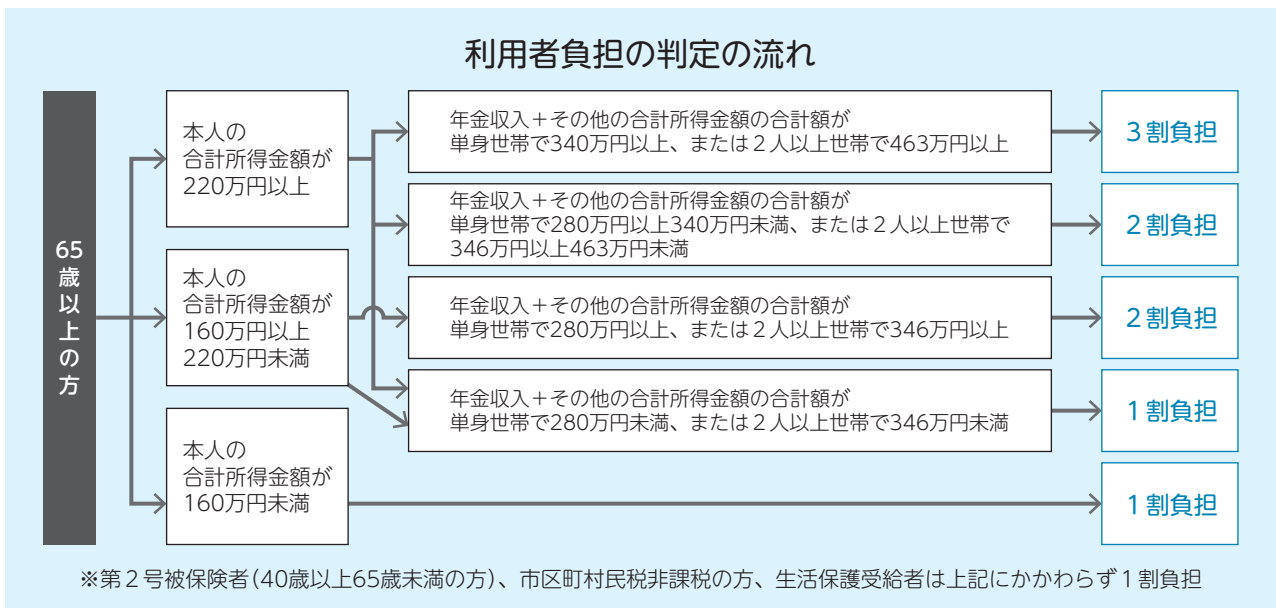 利用者負担の判定の流れ
65歳以上の方
本人の
合計所得金額が
220万円以上
年金収入+その他の合計所得金額の合計額が
単身世帯で340万円以上、または2人以上世帯で463万円以上
3割負担
年金収入+その他の合計所得金額の合計額が
単身世帯で280万円以上340万円未満、または2人以上世帯で
346万円以上463万円未満
2割負担
本人の
合計所得金額が
160万円以上
220万円未満
年金収入+その他の合計所得金額の合計額が
単身世帯で280万円以上、または2人以上世帯で346万円以上
2割負担
年金収入+その他の合計所得金額の合計額が
単身世帯で280万円未満、または2人以上世帯で346万円未満
1割負担
本人の
合計所得金額が
160万円未満
1割負担
※第2号被保険者(40歳以上65歳未満の方)、市区町村民税非課税の方、生活保護受給者は上記にかかわらず1割負担